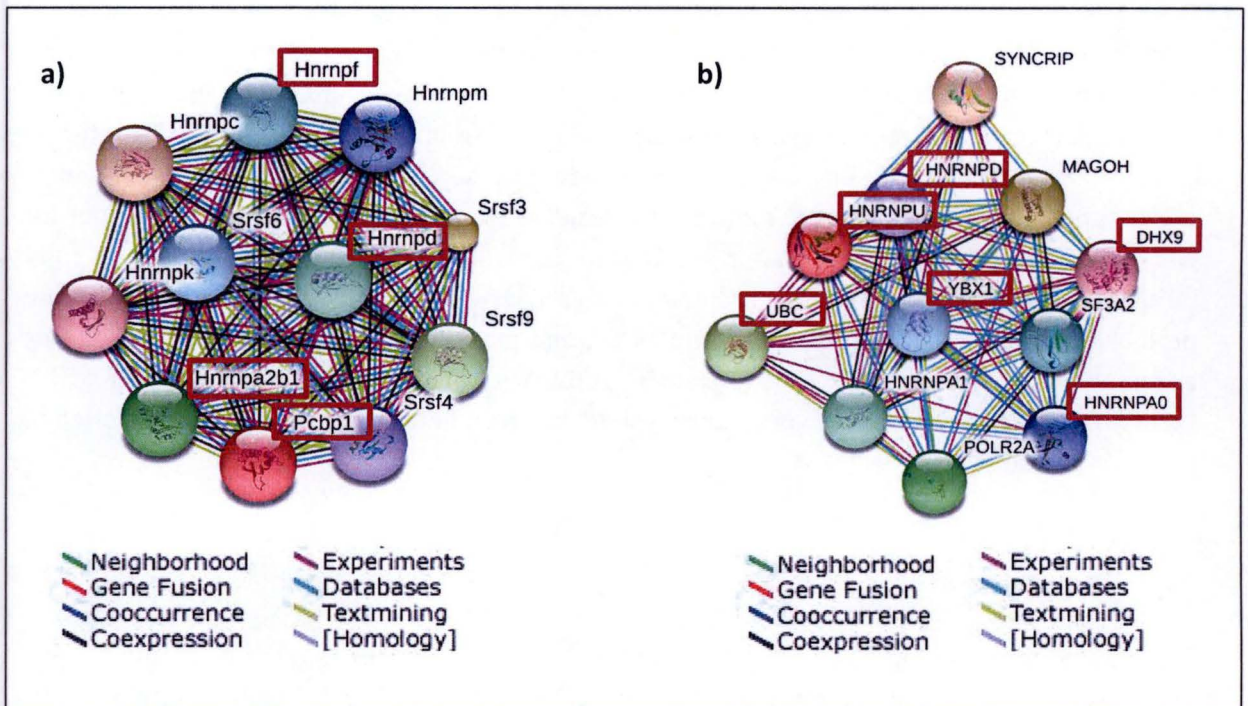 a)
Hnrnpf
Hnrnpm
Hnrnpc
Srsf6
Srsf3
Hnrnpd
Hnrnpk
Srsf9
Hnrnpa2b1
Srsf4
Pcbp1
Neighborhood
Gene Fusion
Cooccurrence
Coexpression
Experiments
Databases
Textmining
[Homology]
b)
SYNCRIP
HNRNPD
MAGOH
HNRNPU
DHX9
YBX1
UBC
SF3A2
HNRNPA1
HNRNPA0
POLR2A
Neighborhood
Gene Fusion
Cooccurrence
Coexpression
Experiments
Databases
Textmining
[Homology]